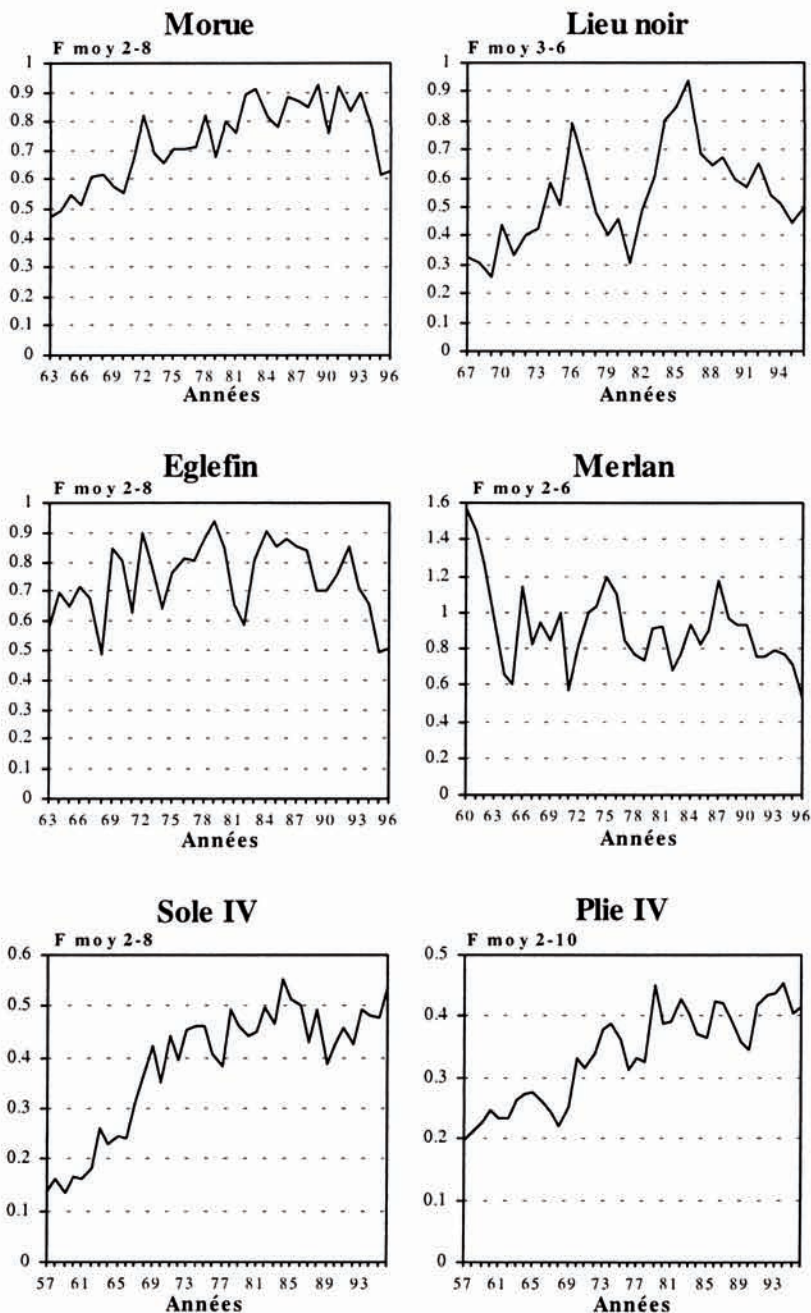 Morue
F moy 2-8
1
0.9
0.8
0.7
0.6
0.5
0.4
0.3
0.2
0.1
0
63 66 69 72 75 78 81 84 87 90 93 96
Années
Lieu noir
F moy 3-6
1
0.9
0.8
0.7
0.6
0.5
0.4
0.3
0.2
0.1
0
67 70 73 76 79 82 85 88 91 94
Années
Eglefin
F moy 2-8
1
0.9
0.8
0.7
0.6
0.5
0.4
0.3
0.2
0.1
0
63 66 69 72 75 78 81 84 87 90 93 96
Années
Merlan
F moy 2-6
1.6
1.4
1.2
1
0.8
0.6
0.4
0.2
0
60 63 66 69 72 75 78 81 84 87 90 93 96
Années
Sole IV
F moy 2-8
0.6
0.5
0.4
0.3
0.2
0.1
0
57 61 65 69 73 77 81 85 89 93
Années
Plie IV
F moy 2-10
0.5
0.4
0.3
0.2
0.1
0
57 61 65 69 73 77 81 85 89 93
Années